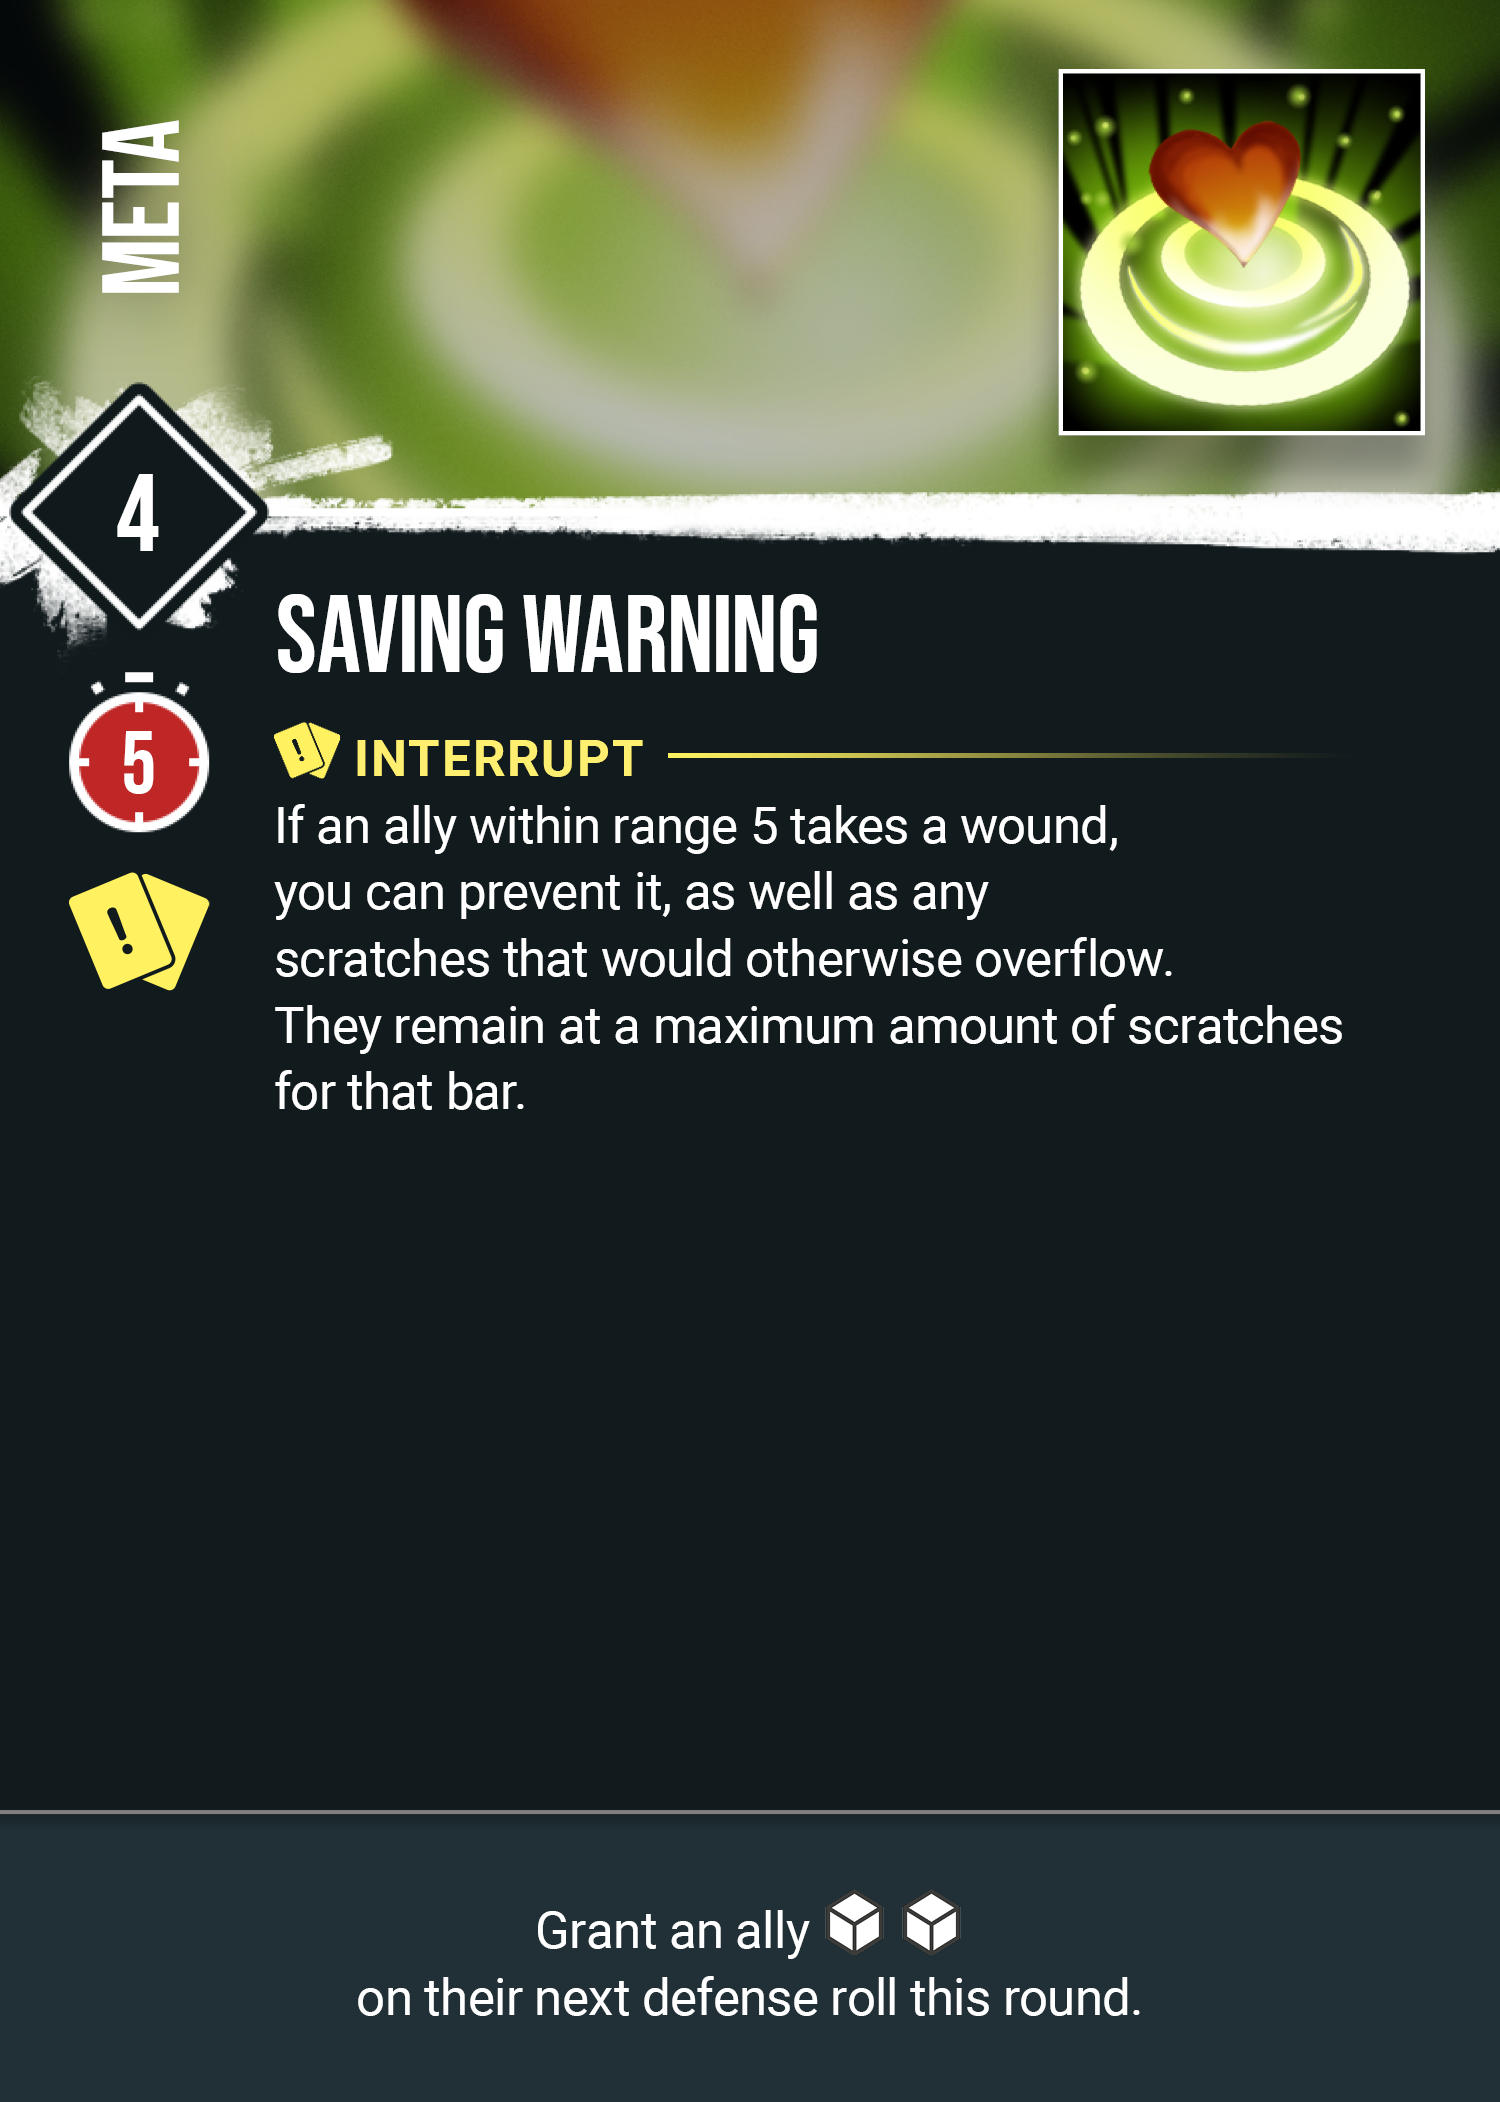 META
4
SAVING WARNING
5
! INTERRUPT
!
If an ally within range 5 takes a wound,
you can prevent it, as well as any
scratches that would otherwise overflow.
They remain at a maximum amount of scratches
for that bar.
Grant an ally
on their next defense roll this round.